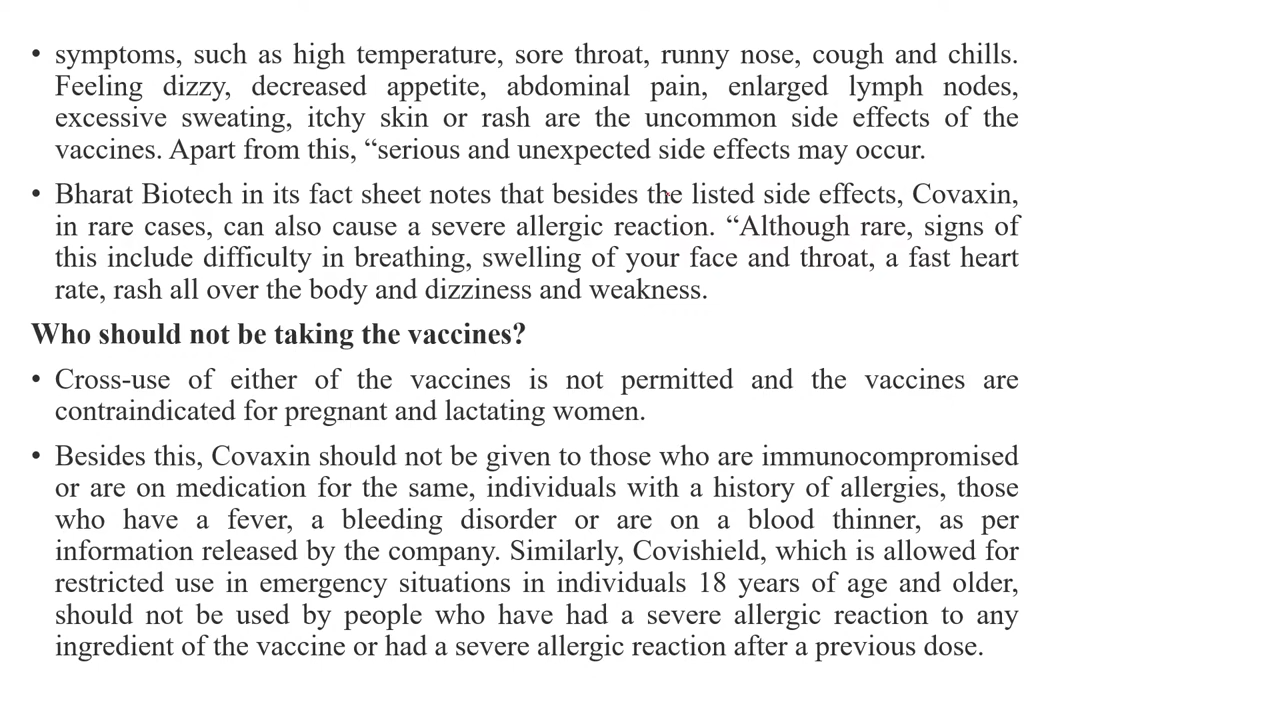 • symptoms, such as high temperature, sore throat, runny nose, cough and chills.
Feeling dizzy, decreased appetite, abdominal pain, enlarged lymph nodes,
excessive sweating, itchy skin or rash are the uncommon side effects of the
vaccines. Apart from this, “serious and unexpected side effects may occur.
• Bharat Biotech in its fact sheet notes that besides the listed side effects, Covaxin,
in rare cases, can also cause a severe allergic reaction. “Although rare, signs of
this include difficulty in breathing, swelling of your face and throat, a fast heart
rate, rash all over the body and dizziness and weakness.
Who should not be taking the vaccines?
• Cross-use of either of the vaccines is not permitted and the vaccines are
contraindicated for pregnant and lactating women.
• Besides this, Covaxin should not be given to those who are immunocompromised
or are on medication for the same, individuals with a history of allergies, those
who have a fever, a bleeding disorder or are on a blood thinner, as per
information released by the company. Similarly, Covishield, which is allowed for
restricted use in emergency situations in individuals 18 years of age and older,
should not be used by people who have had a severe allergic reaction to any
ingredient of the vaccine or had a severe allergic reaction after a previous dose.